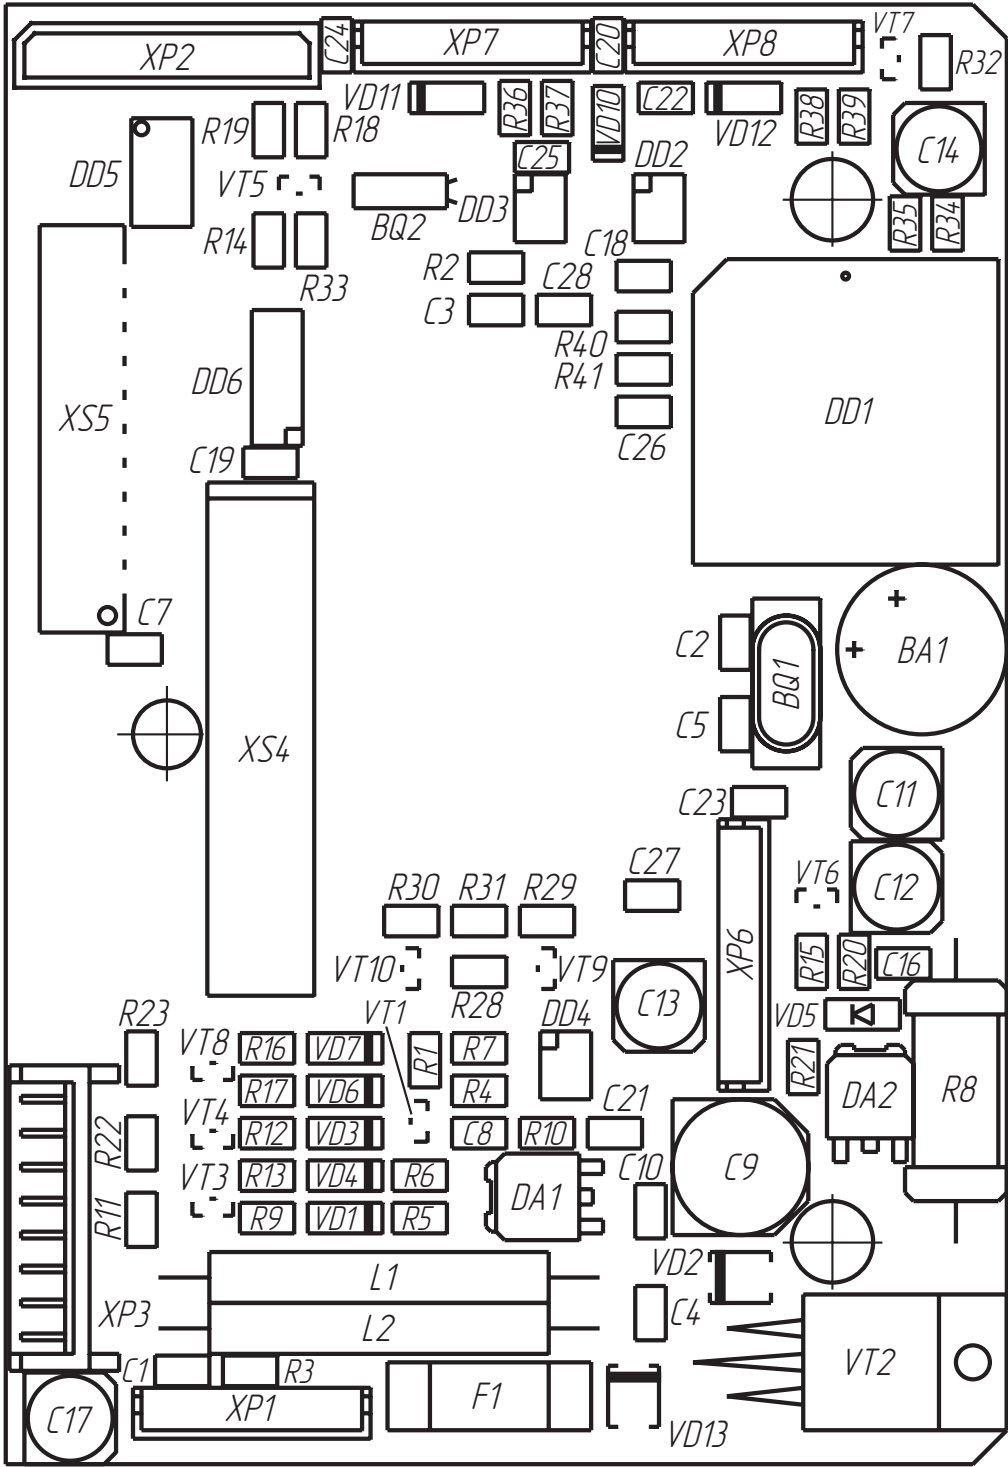 XP2
C24
XP7
C20
XP8
VT7
R32
VD11
R36
R37
VD10
C22
VD12
R38
R39
C14
R19
R18
DD5
VT5
BQ2
DD3
C25
DD2
R35
R34
R14
R33
R2
C28
C18
C3
R40
R41
C26
DD1
DD6
XS5
C19
C7
XS4
C2
BQ1
+
+
BA1
C5
C11
C23
C12
VT6
C27
R30
R31
R29
XP6
R15
R20
C16
VT10
R28
VT9
C13
VD5
R23
VT1
DD4
VT8
R16
VD7
R1
R7
R21
DA2
R8
R17
VD6
R4
VT4
R12
VD3
C8
R10
C21
R22
VT3
R13
VD4
R6
DA1
C10
C9
R11
R9
VD1
R5
L1
VD2
XP3
L2
C4
VT2
C1
R3
XP1
F1
C17
VD13